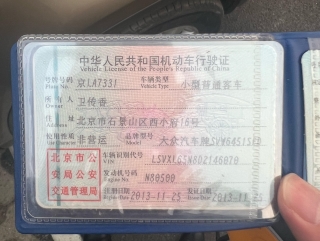 中华人民共和国机动车行驶证
Vehicle License of the People's Republic of China
号牌号码 京LA7331 车辆类型 小型普通客车
Plate No. Vehicle Type
所有人 卫传香
Owner
住址 北京市石景山区西小府
Address
使用性质 非营运 品牌型号 大众汽车牌
Use Character Model
北京市公 车辆识别代号
VIN
安局公安 发动机号码
Engine No. N80500
交通管理局 注册日期 2013-11-25 发证日期 2013-11-25
Register Date Issue Date